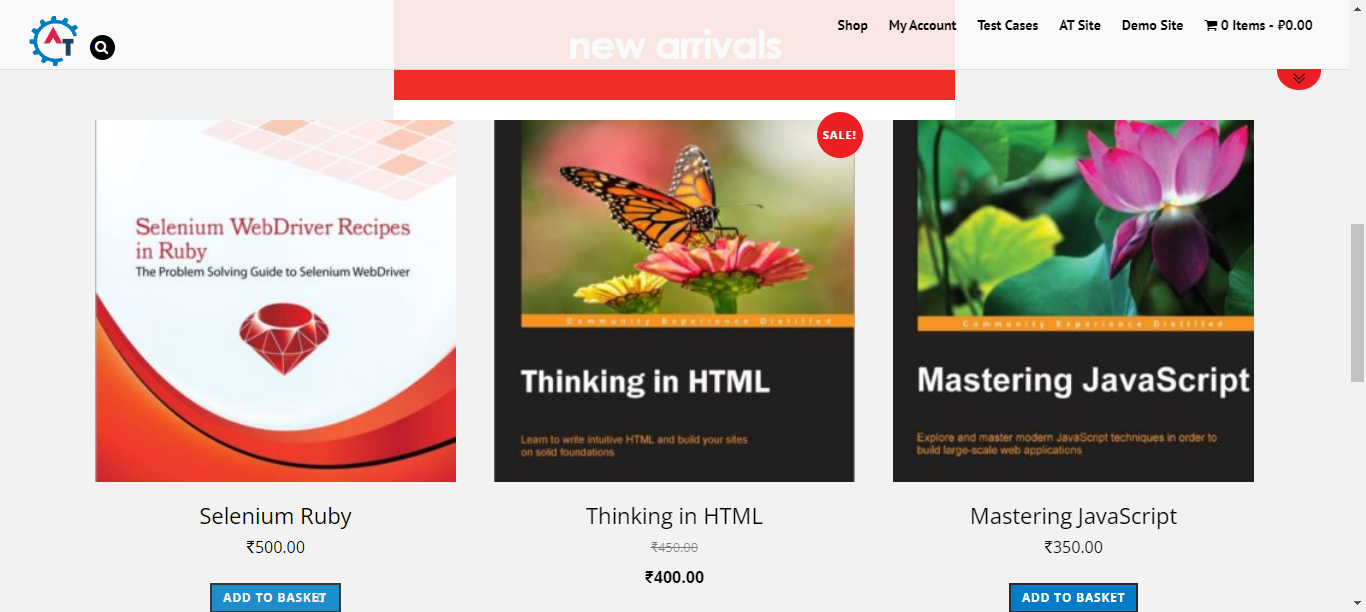 AT
Shop My Account Test Cases AT Site Demo Site 0 Items - ₽0.00
new arrivals
SALE!
Selenium WebDriver Recipes
in Ruby
The Problem Solving Guide to Selenium WebDriver
Community Experience Distilled
Thinking in HTML
Learn to write intuitive HTML and build your sites
on solid foundations
Community Experience Distilled
Mastering JavaScript
Explore and master modern JavaScript techniques in order to
build large-scale web applications
Selenium Ruby
₹500.00
ADD TO BASKET
Thinking in HTML
₹450.00
₹400.00
Mastering JavaScript
₹350.00
ADD TO BASKET